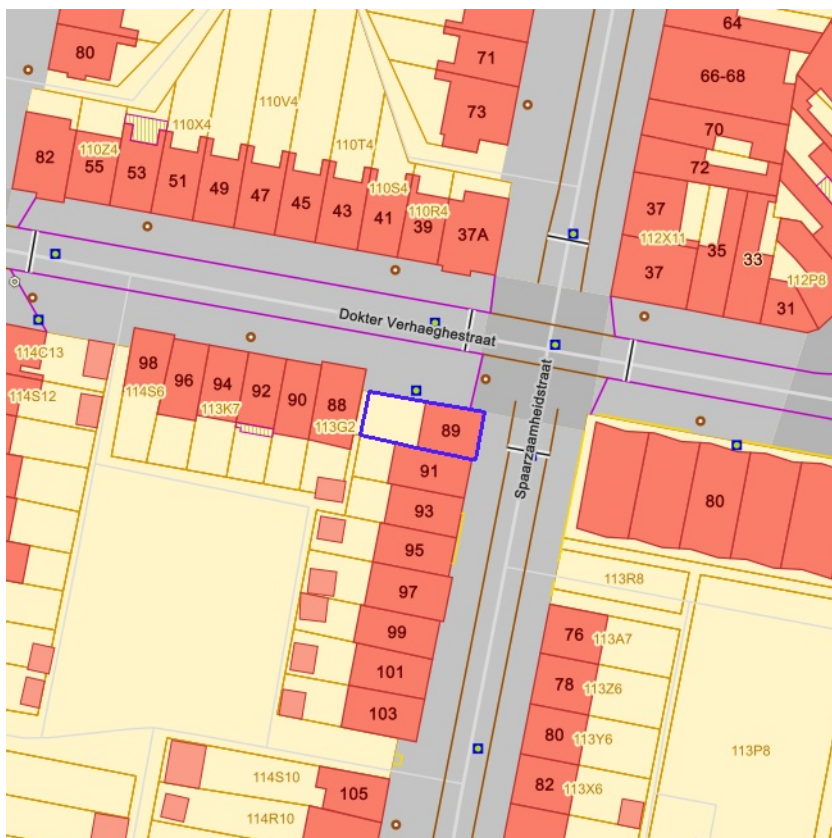 64
80
71
66-68
110V4
73
110X4
70
110T4
82
110Z4
55
53
72
51
49
110S4
47
45
110R4
43
41
39
37A
37
112X11
35
37
33
112P8
31
Dokter Verhaeghestraat
114C13
98
96
94
92
90
88
114S12
114S6
113K7
113G2
89
Spaarzaamheidstraat
91
80
93
95
97
113R8
99
76
113A7
101
78
113Z6
103
80
113Y6
113P8
114S10
82
113X6
105
114R10